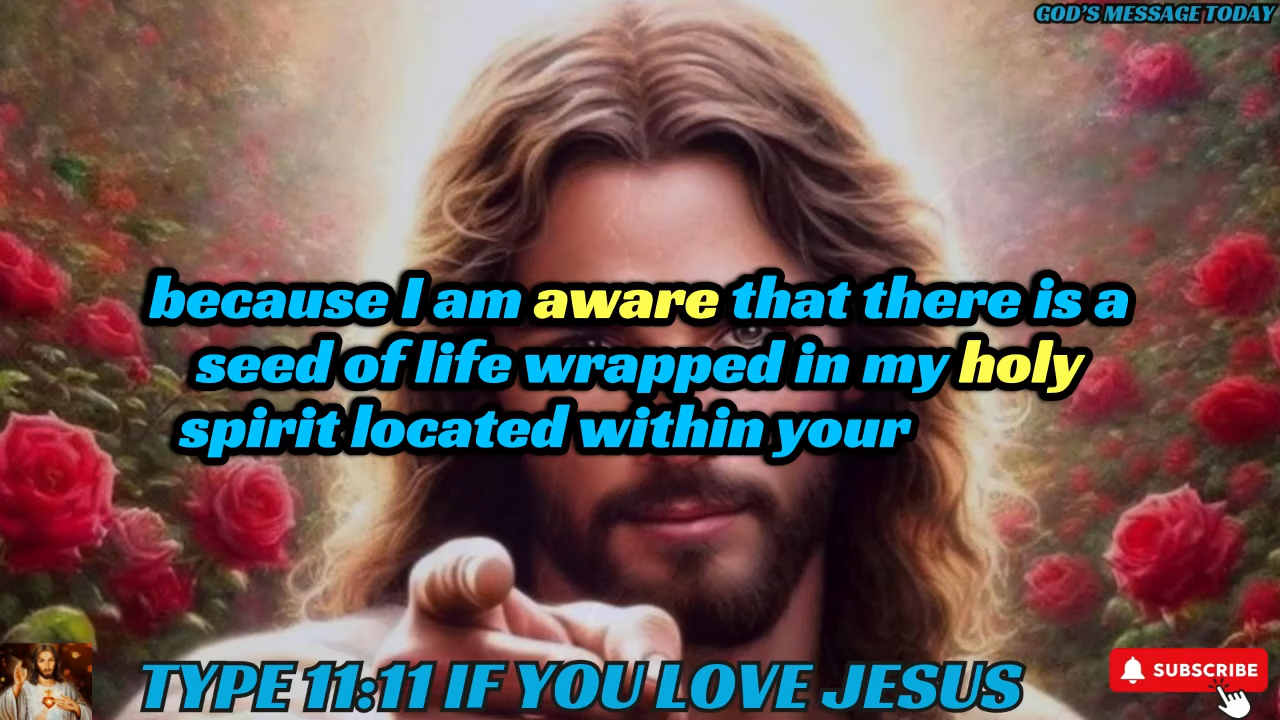 GOD'S MESSAGE TODAY
because I am aware that there is a
seed of life wrapped in my holy
spirit located within your
TYPE 11:11 IF YOU LOVE JESUS
SUBSCRIBE